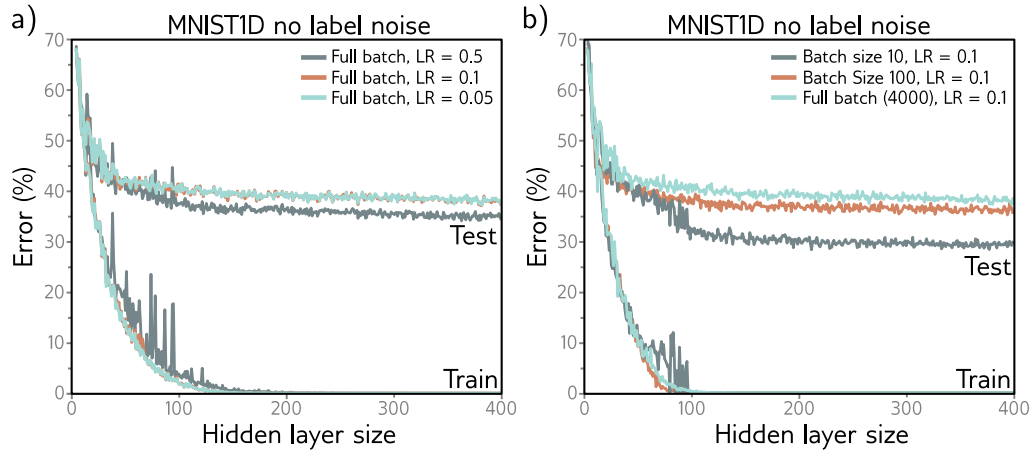 a)
MNIST1D no label noise
Full batch, LR = 0.5
Full batch, LR = 0.1
Full batch, LR = 0.05
70
60
50
40
30
20
10
0
Error (%)
Test
Train
0 100 200 300 400
Hidden layer size
b)
MNIST1D no label noise
Batch size 10, LR = 0.1
Batch Size 100, LR = 0.1
Full batch (4000), LR = 0.1
70
60
50
40
30
20
10
0
Error (%)
Test
Train
0 100 200 300 400
Hidden layer size